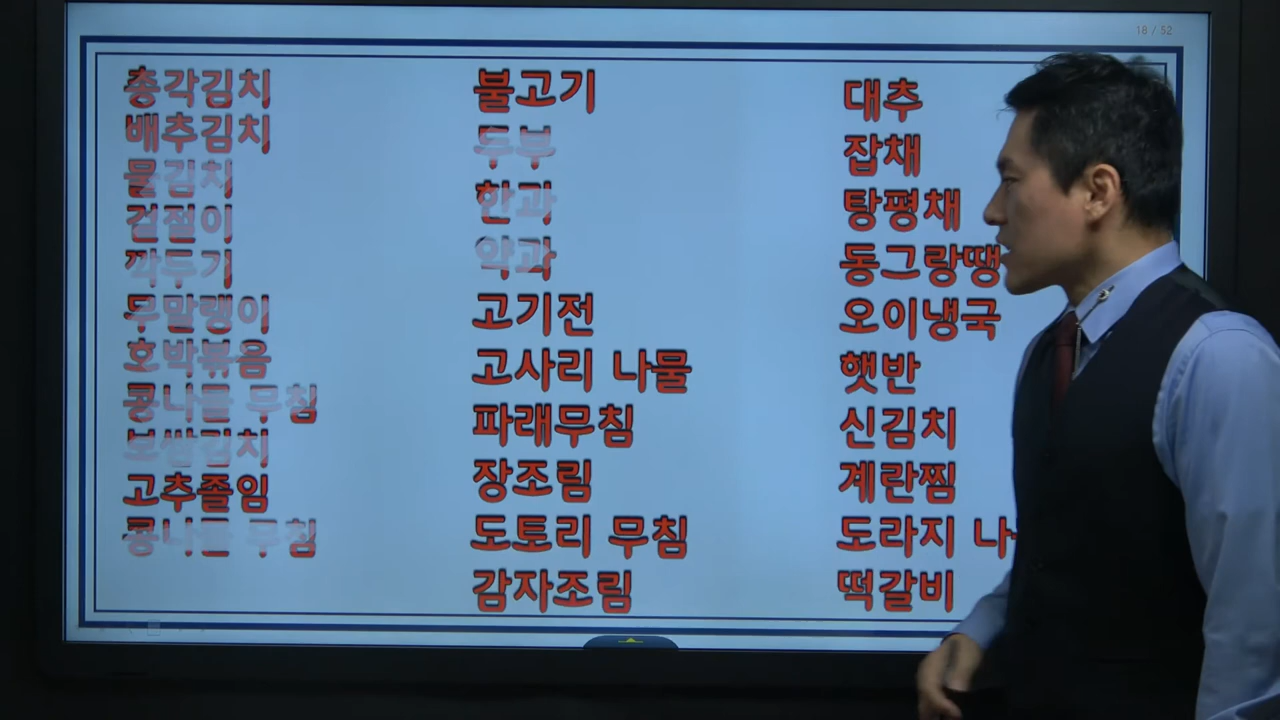 18 / 52
총각김치
배추김치
물김치
겉절이
깍두기
무말랭이
호박볶음
콩나물 무침
보쌈김치
고추졸임
콩나물 무침
불고기
두부
한과
약과
고기전
고사리 나물
파래무침
장조림
도토리 무침
감자조림
대추
잡채
탕평채
동그랑땡
오이냉국
햇반
신김치
계란찜
도라지 나
떡갈비